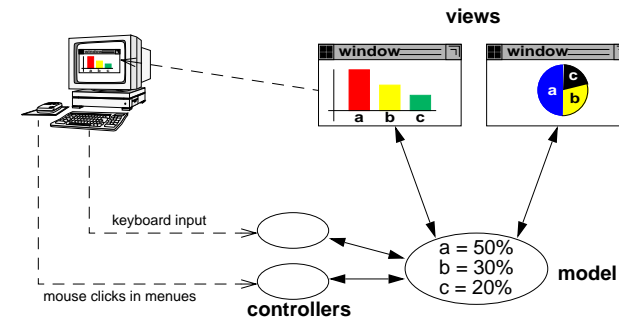 views
window
window
a b c
a
c
b
keyboard input
a = 50%
b = 30%
c = 20%
model
mouse clicks in menues
controllers